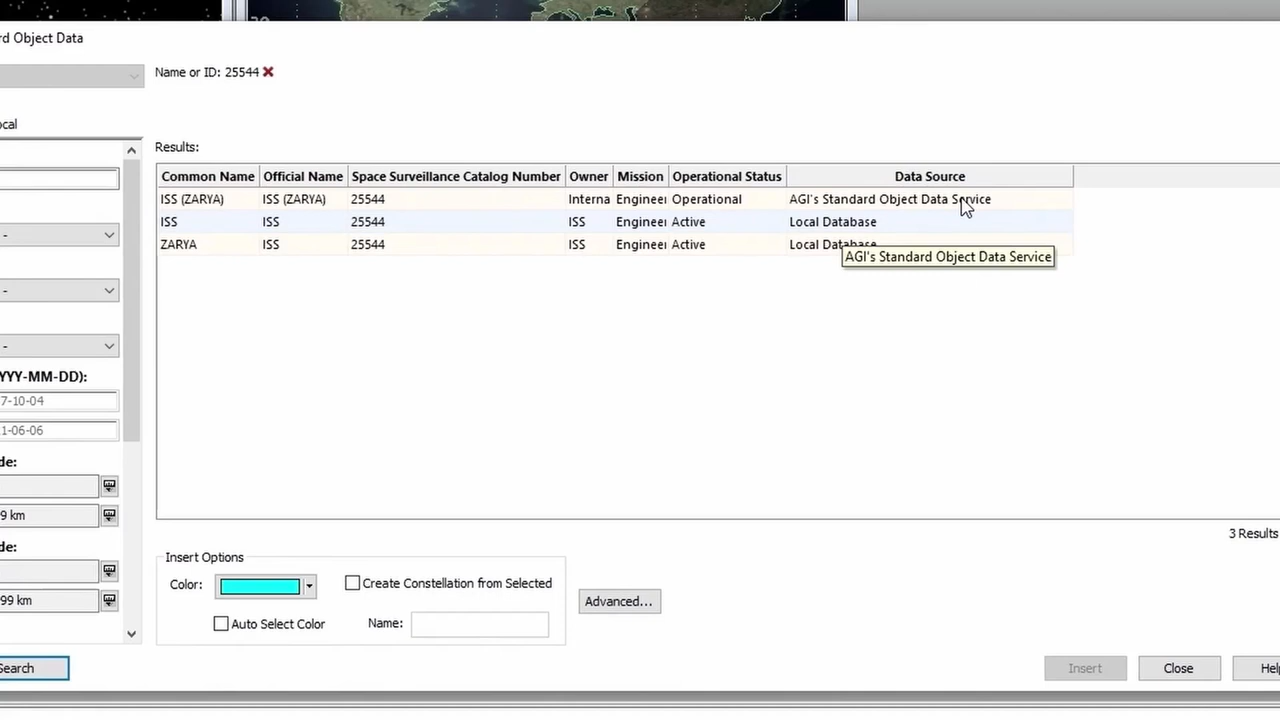 rd Object Data
Name or ID: 25544
ocal
Results:
Common Name Official Name Space Surveillance Catalog Number Owner Mission Operational Status Data Source
ISS (ZARYA) ISS (ZARYA) 25544 Interna Engineer Operational AGI's Standard Object Data Service
ISS ISS 25544 ISS Engineer Active Local Database
ZARYA ISS 25544 ISS Engineer Active Local Database
AGI's Standard Object Data Service
-
-
-
YYY-MM-DD):
7-10-04
1-06-06
de:
9 km
de:
99 km
3 Results
Insert Options
Color:
Create Constellation from Selected
Advanced...
Auto Select Color
Name:
Search
Insert
Close
Help